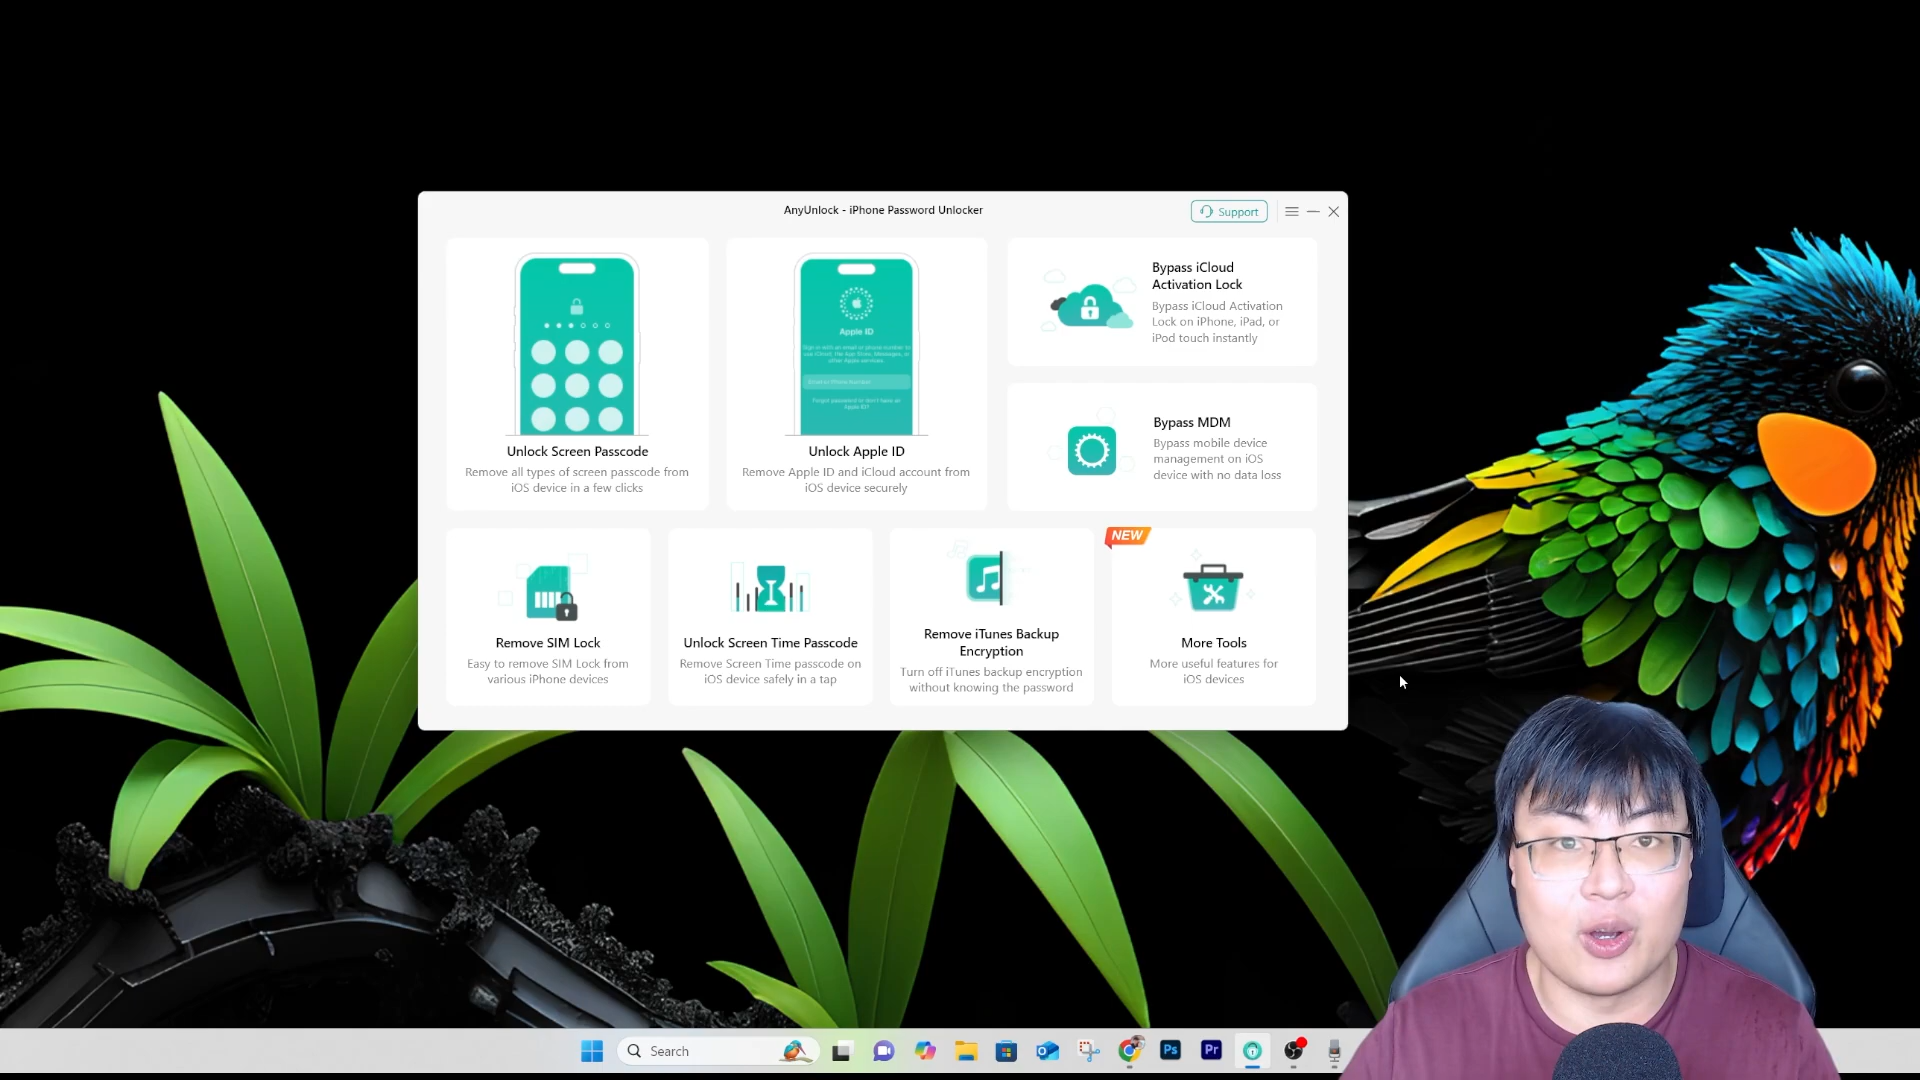 AnyUnlock - iPhone Password Unlocker
Support
Apple ID
Unlock Screen Passcode
Remove all types of screen passcode from
iOS device in a few clicks
Unlock Apple ID
Remove Apple ID and iCloud account from
iOS device securely
Bypass iCloud
Activation Lock
Bypass iCloud Activation
Lock on iPhone, iPad, or
iPod touch instantly
Bypass MDM
Bypass mobile device
management on iOS
device with no data loss
Remove SIM Lock
Easy to remove SIM Lock from
various iPhone devices
Unlock Screen Time Passcode
Remove Screen Time passcode on
iOS device safely in a tap
Remove iTunes Backup
Encryption
Turn off iTunes backup encryption
without knowing the password
NEW
More Tools
More useful features for
iOS devices
Search
Ps
Pr